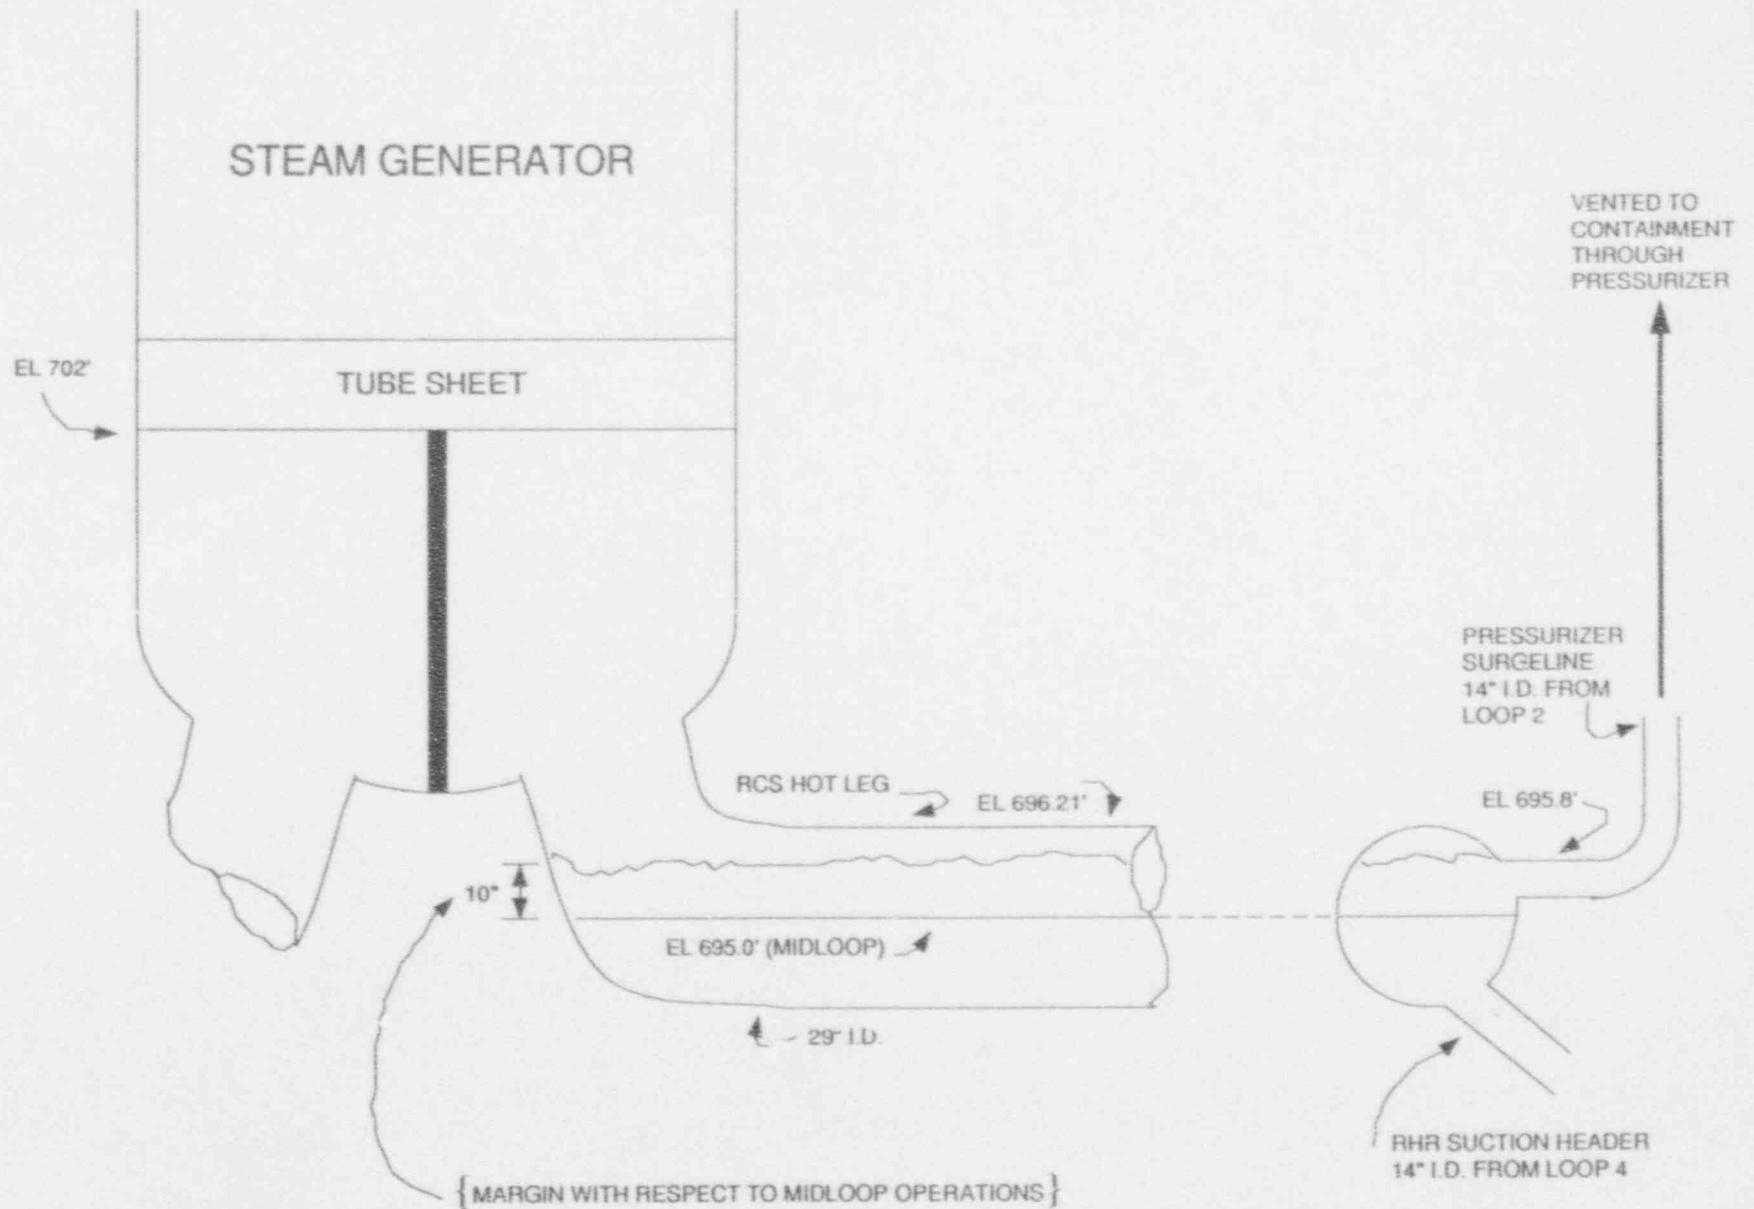 STEAM GENERATOR
VENTED TO
CONTAINMENT
THROUGH
PRESSURIZER
EL 702'
TUBE SHEET
PRESSURIZER
SURGELINE
14" I.D. FROM
LOOP 2
RCS HOT LEG
EL 696.21'
EL 695.8'
10"
EL 695.0' (MIDLOOP)
29" I.D.
RHR SUCTION HEADER
14" I.D. FROM LOOP 4
{MARGIN WITH RESPECT TO MIDLOOP OPERATIONS}